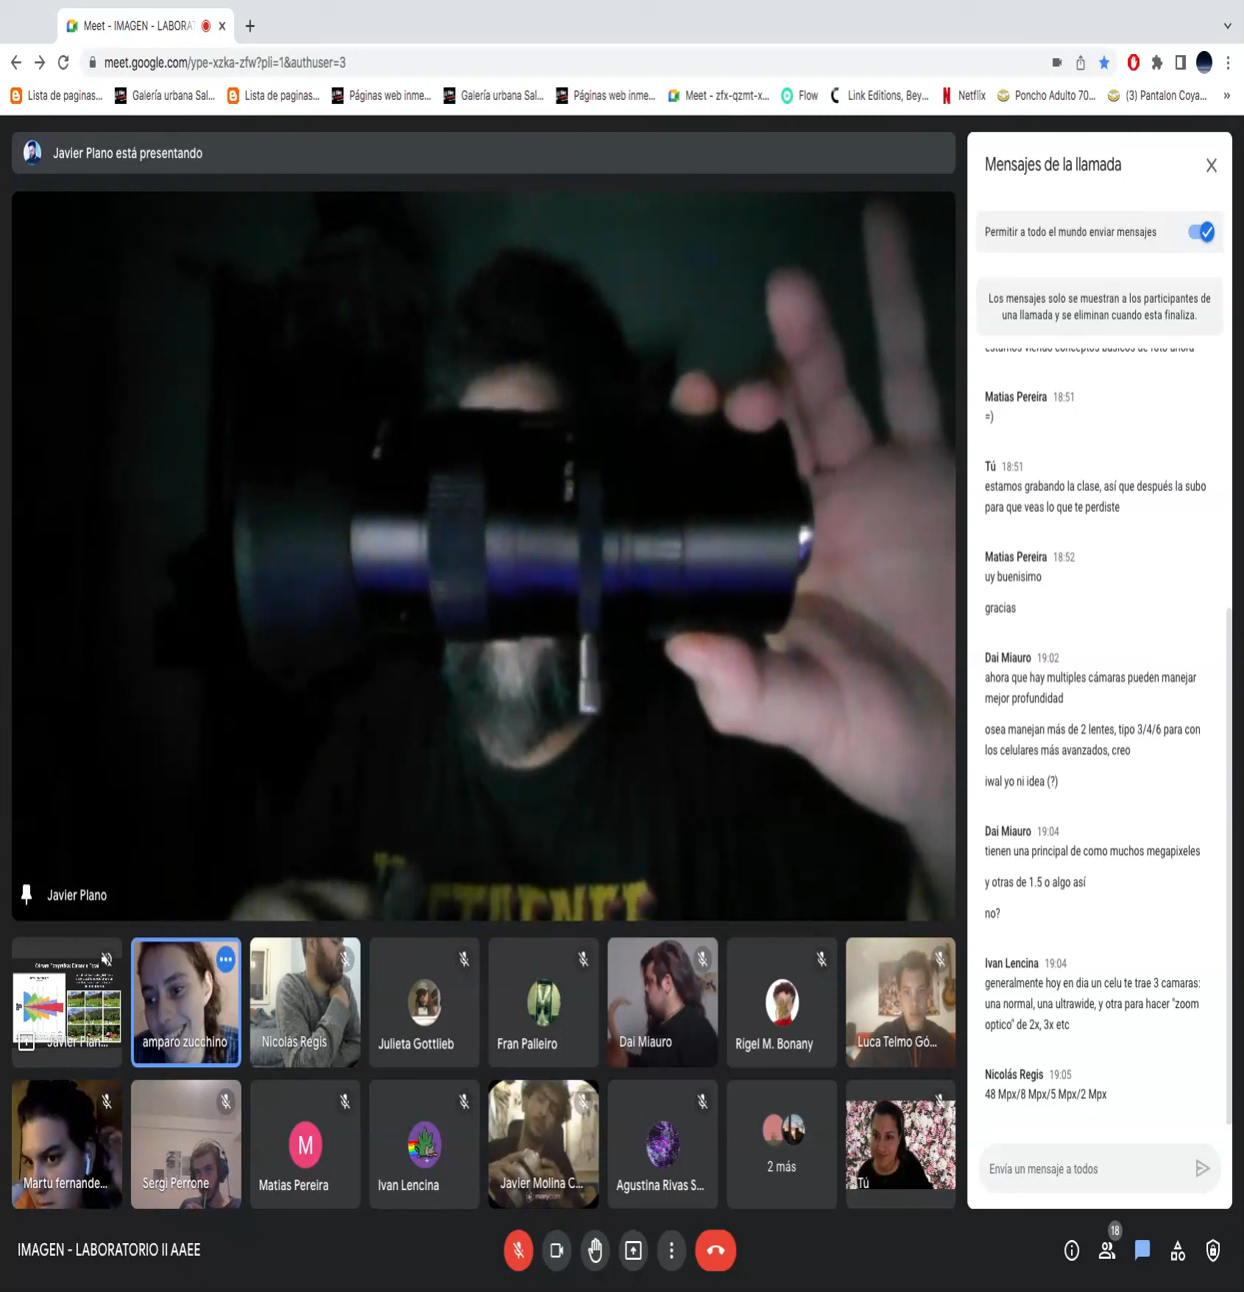 Meet - IMAGEN - LABORAT
meet.google.com/ype-xzka-zfw?pli=1&authuser=3
Lista de paginas...
Galería urbana Sal...
Lista de paginas...
Páginas web inme...
Galería urbana Sal...
Páginas web inme...
Meet - zfx-qzmt-x...
Flow
Link Editions, Bey...
Netflix
Poncho Adulto 70...
(3) Pantalon Coya...
»
Javier Plano está presentando
Javier Plano
Mensajes de la llamada
Permitir a todo el mundo enviar mensajes
Los mensajes solo se muestran a los participantes de
una llamada y se eliminan cuando esta finaliza.
estamos viendo conceptos básicos de foto ahora
Matias Pereira 18:51
=)
Tú 18:51
estamos grabando la clase, así que después la subo
para que veas lo que te perdiste
Matias Pereira 18:52
uy buenisimo
gracias
Dai Miauro 19:02
ahora que hay multiples cámaras pueden manejar
mejor profundidad
osea manejan más de 2 lentes, tipo 3/4/6 para con
los celulares más avanzados, creo
iwal yo ni idea (?)
Dai Miauro 19:04
tienen una principal de como muchos megapixeles
y otras de 1.5 o algo así
no?
Ivan Lencina 19:04
generalmente hoy en dia un celu te trae 3 camaras:
una normal, una ultrawide, y otra para hacer "zoom
optico" de 2x, 3x etc
Nicolás Regis 19:05
48 Mpx/8 Mpx/5 Mpx/2 Mpx
Envía un mensaje a todos
Javier Plan...
amparo zucchino
Nicolás Regis
Julieta Gottlieb
Fran Palleiro
Dai Miauro
Rigel M. Bonany
Luca Telmo Gó...
Martu fernande...
Sergi Perrone
Matias Pereira
M
Ivan Lencina
Javier Molina C...
Agustina Rivas S...
2 más
Tú
IMAGEN - LABORATORIO II AAEE
18